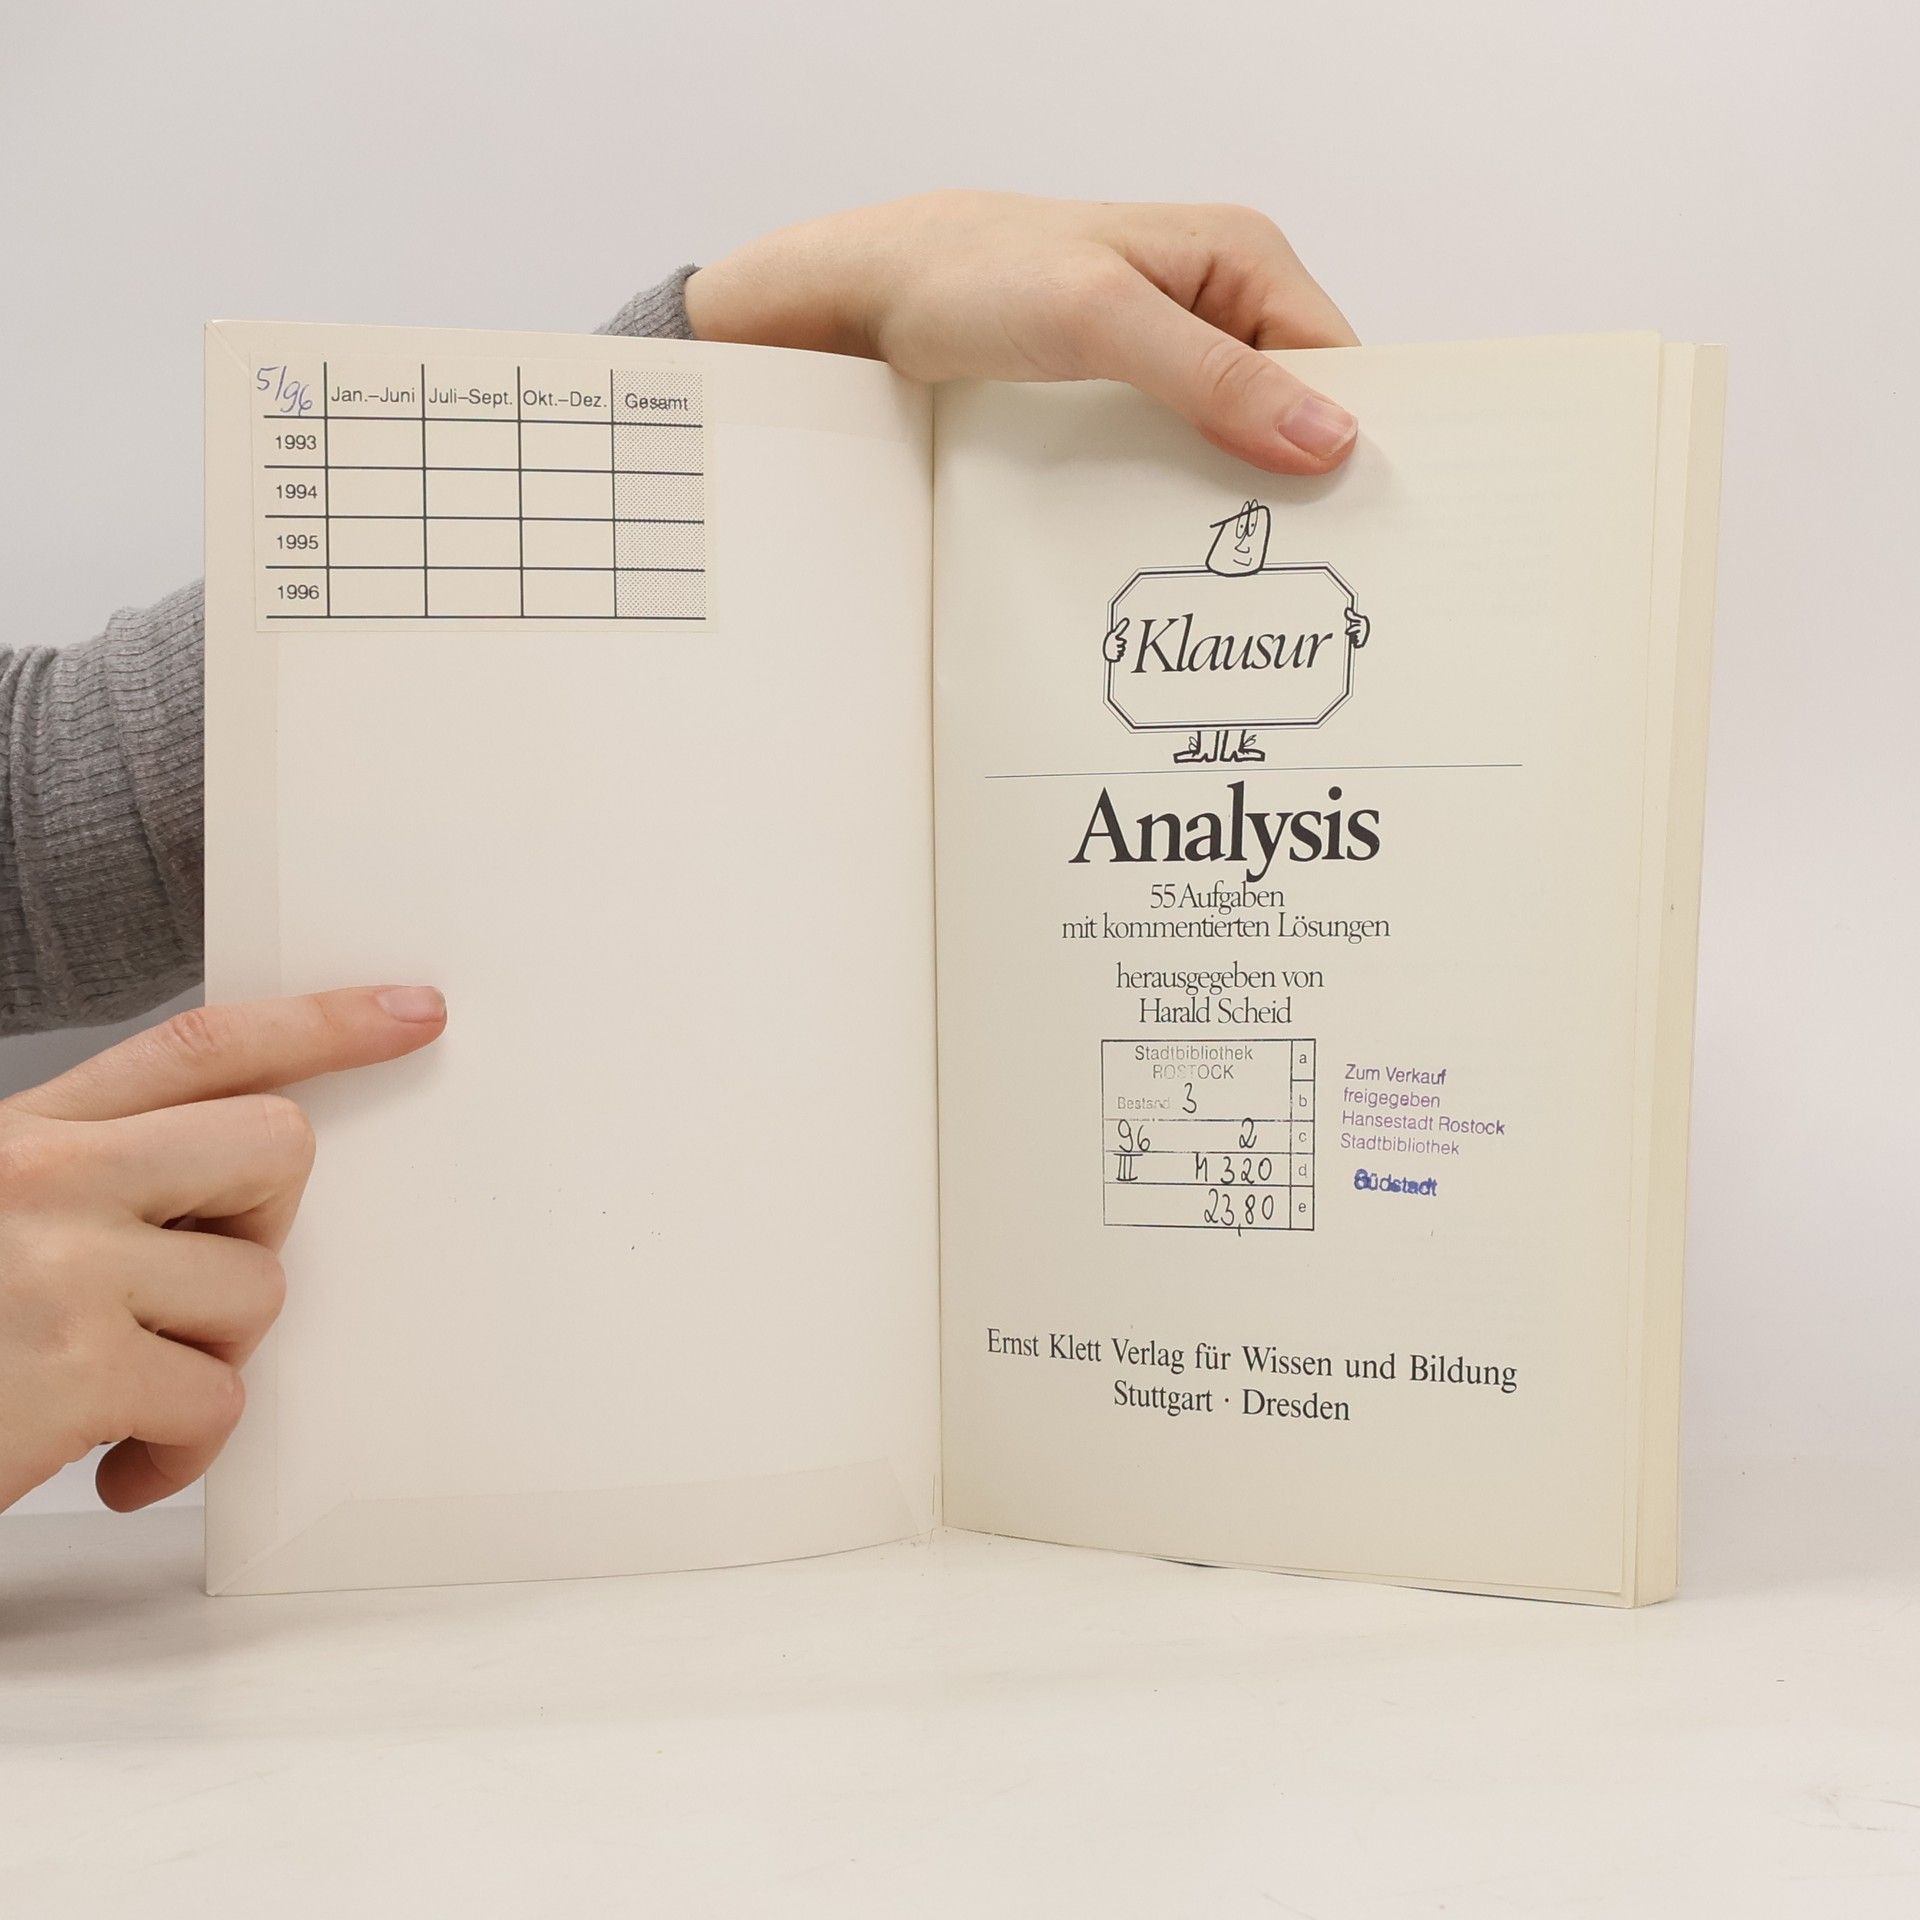 5/96 Jan.–Juni Juli–Sept. Okt.–Dez. Gesamt
1993
1994
1995
1996
Klausur
Analysis
55 Aufgaben
mit kommentierten Lösungen
herausgegeben von
Harald Scheid
Stadtbibliothek a
ROSTOCK
Bestand 3 b
96 2 c
III M 320 d
23,80 e
Zum Verkauf
freigegeben
Hansestadt Rostock
Stadtbibliothek
Südstadt
Ernst Klett Verlag für Wissen und Bildung
Stuttgart · Dresden